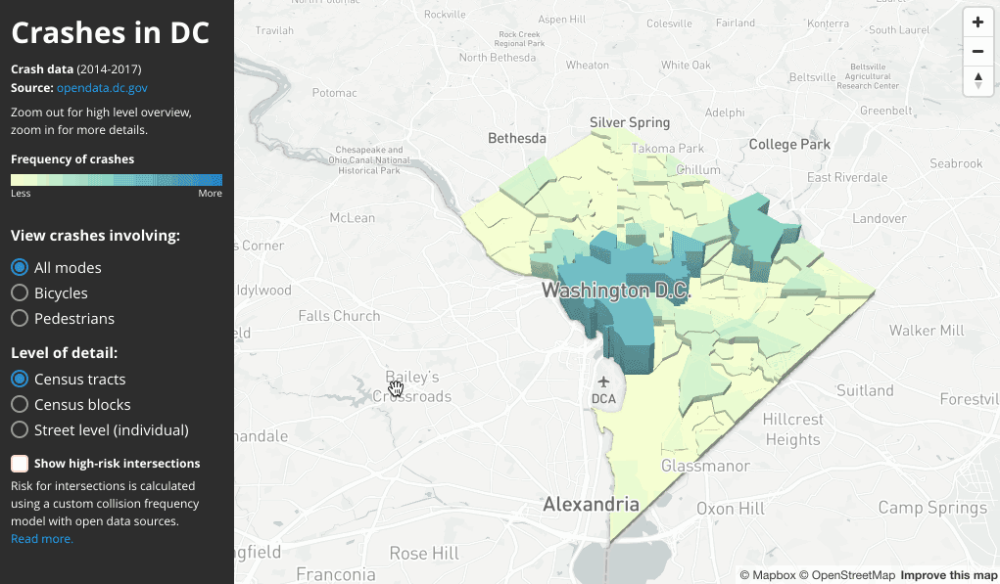 Crashes in DC
Crash data (2014-2017)
Source: opendata.dc.gov
Zoom out for high level overview,
zoom in for more details.
Frequency of crashes
Less
More
View crashes involving:
All modes
Bicycles
Pedestrians
Level of detail:
Census tracts
Census blocks
Street level (individual)
Show high-risk intersections
Risk for intersections is calculated
using a custom collision frequency
model with open data sources.
Read more.
Rockville
Aspen Hill
Colesville
Fairland
Konterra
South Laurel
Travilah
Rock Creek
Regional Park
North Bethesda
Wheaton
White Oak
Beltsville
Beltsville
Agricultural
Research Center
Potomac
Adelphi
Greenbelt
Silver Spring
Bethesda
Takoma Park
College Park
Chesapeake and
Ohio Canal National
Historical Park
Chillum
East Riverdale
Seabrook
McLean
Landover
s Corner
Idylwood
Washington D.C.
Falls Church
Walker Mill
Bailey's
Crossroads
DCA
Suitland
Forestvil
Hillcrest
Heights
nandale
Glassmanor
Alexandria
Oxon Hill
Camp Springs
gfield
Rose Hill
Franconia
+
−
© Mapbox © OpenStreetMap Improve this map